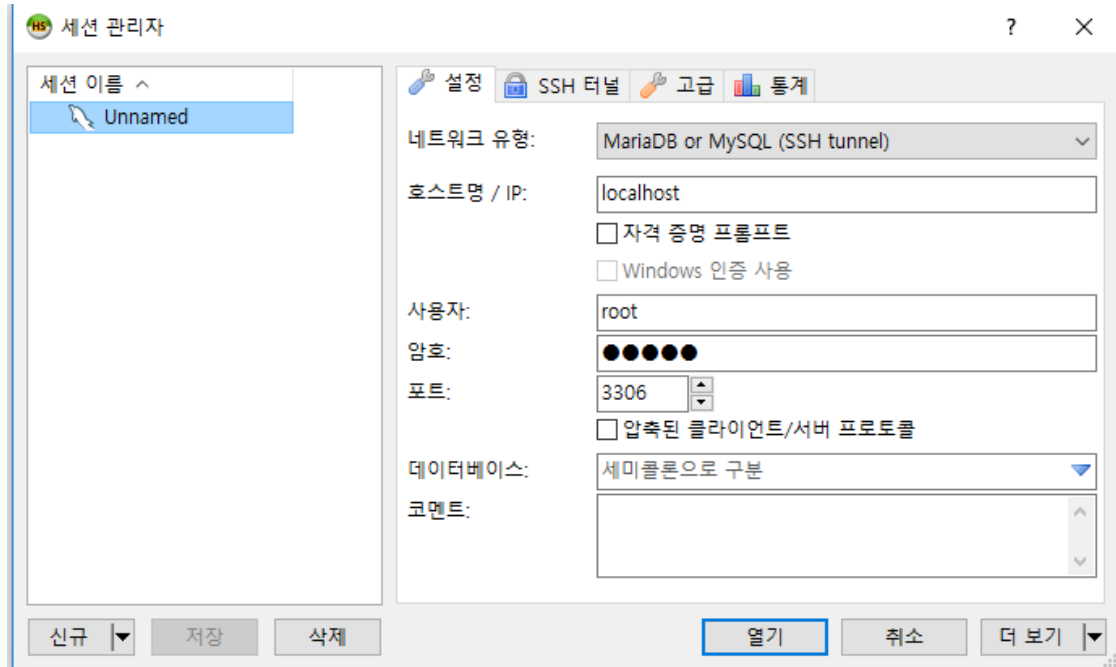 HS 세션 관리자
세션 이름
Unnamed
설정 SSH 터널 고급 통계
네트워크 유형: MariaDB or MySQL (SSH tunnel)
호스트명 / IP: localhost
자격 증명 프롬프트
Windows 인증 사용
사용자: root
암호: ●●●●●
포트: 3306
압축된 클라이언트/서버 프로토콜
데이터베이스: 세미콜론으로 구분
코멘트:
신규 저장 삭제 열기 취소 더 보기